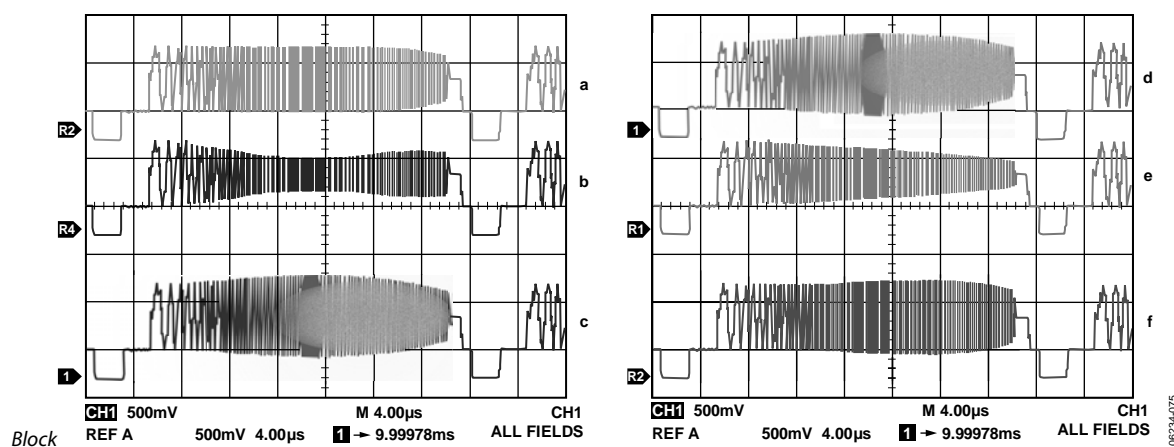 a
R2
b
R4
c
1
CH1 500mV M 4.00µs CH1
REF A 500mV 4.00µs 1 → 9.99978ms ALL FIELDS
d
1
e
R1
f
R2
CH1 500mV M 4.00µs CH1
REF A 500mV 4.00µs 1 → 9.99978ms ALL FIELDS
Block